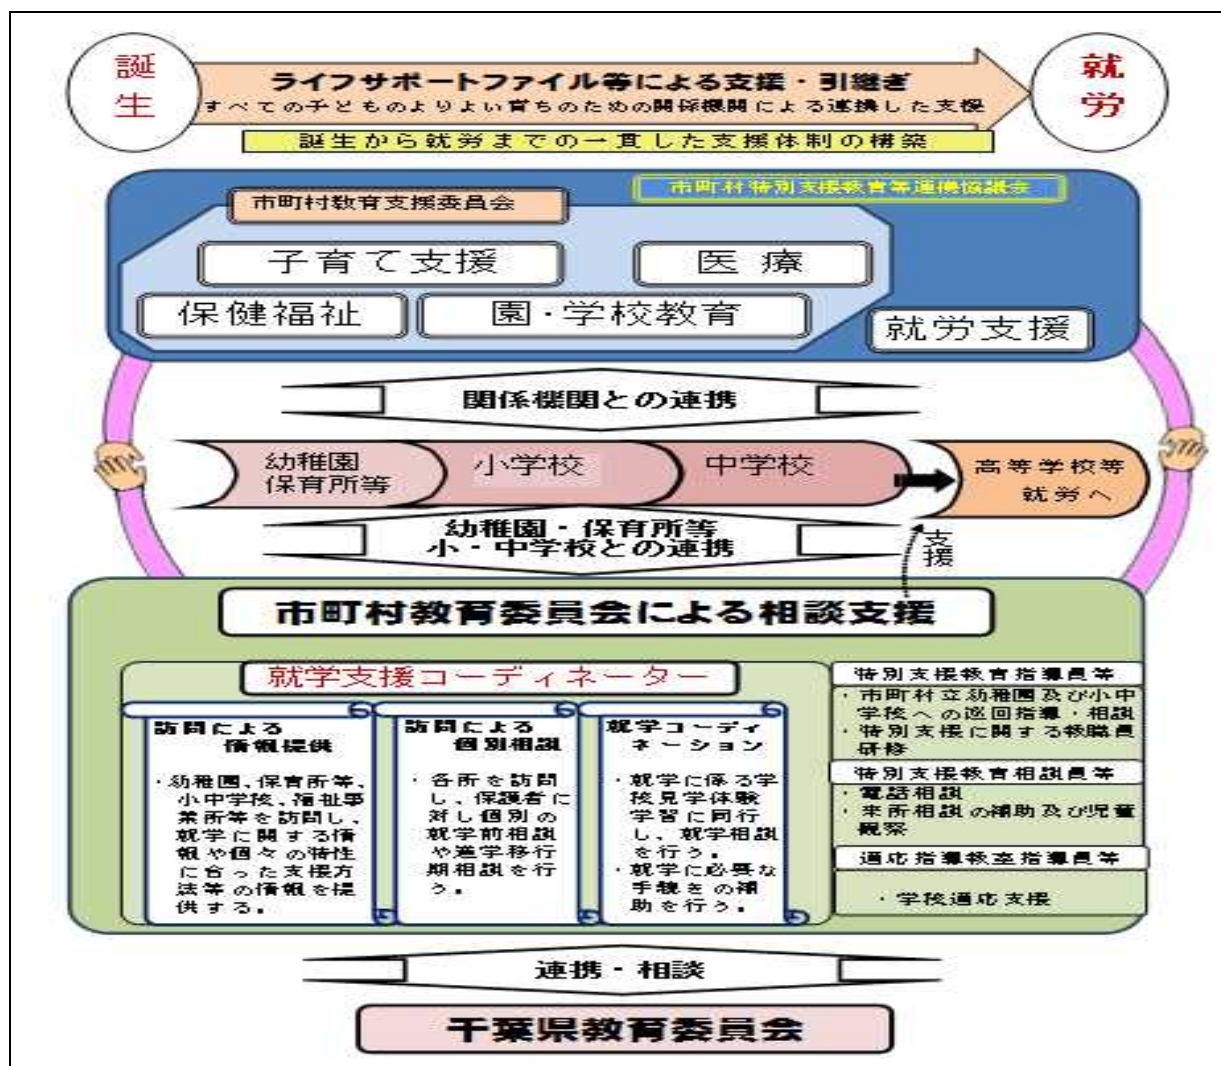 誕
生
ライフサポートファイル等による支援・引継ぎ
すべての子どものよりよい育ちのための関係機関による連携した支援
誕生から就労までの一貫した支援体制の構築
就
労
市町村特別支援教育等連携協議会
市町村教育支援委員会
子育て支援
医療
保健福祉
園・学校教育
就労支援
関係機関との連携
幼稚園
保育所等
小学校
中学校
高等学校等
就労へ
幼稚園・保育所等
小・中学校との連携
支援
市町村教育委員会による相談支援
就学支援コーディネーター
訪問による
情報提供
・幼稚園、保育所等、
小中学校、福祉事
業所等を訪問し、
就学に関する情
報や個々の特性
に合った支援方
法等の情報を提
供する。
訪問による
個別相談
・各所を訪問
し、保護者に
対し個別の
就学前相談
や進学移行
期相談を行
う。
就学コーディ
ネーション
・就学に係る学
校見学体験
学習に同行
し、就学相談
を行う。
・就学に必要な
手続きの補
助を行う。
特別支援教育指導員等
・市町村立幼稚園及び小中
学校への巡回指導・相談
・特別支援に関する教職員
研修
特別支援教育相談員等
・電話相談
・来所相談の補助及び児童
観察
適応指導教室指導員等
・学校適応支援
連携・相談
千葉県教育委員会